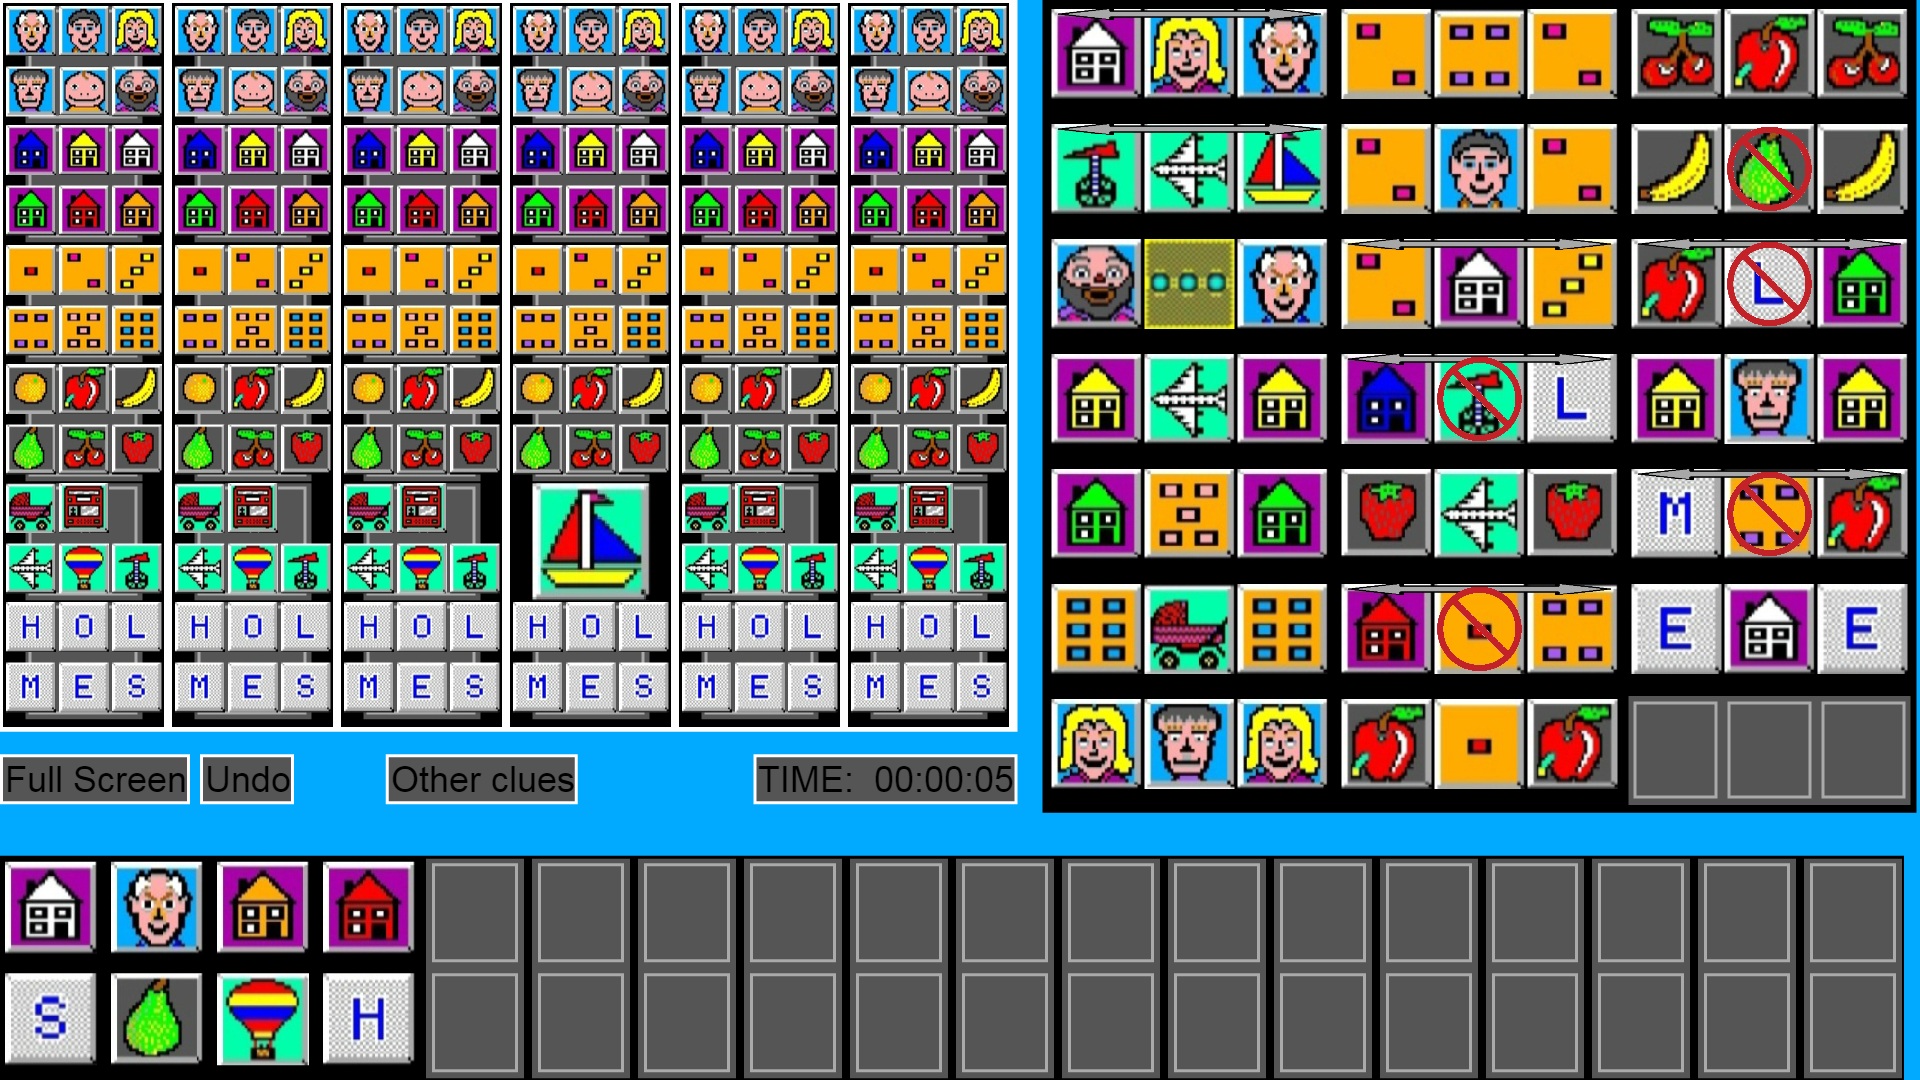 H O L H O L H O L H O L H O L H O L
M E S M E S M E S M E S M E S M E S
Full Screen Undo Other clues TIME: 00:00:05
L
L
M
E E
S H